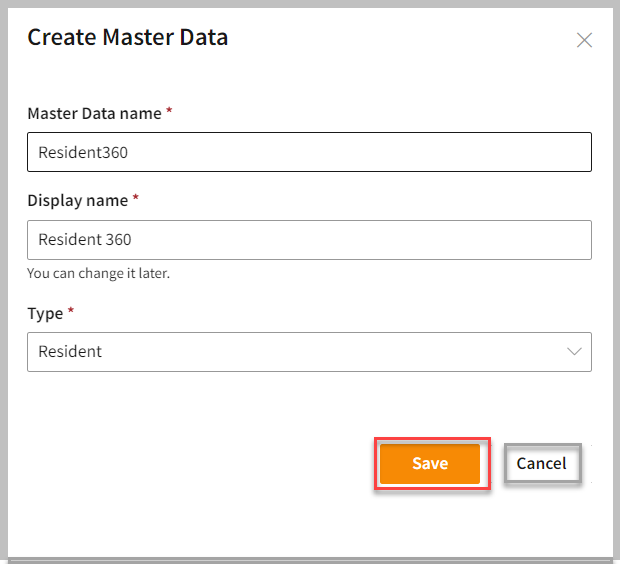 Create Master Data
Master Data name *
Resident360
Display name *
Resident 360
You can change it later.
Type *
Resident
Save
Cancel